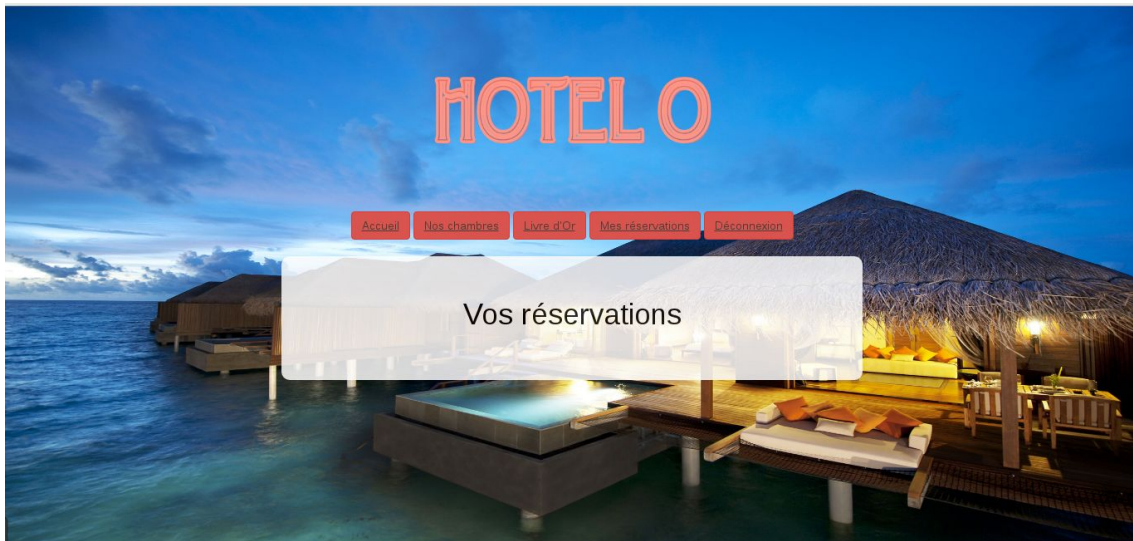 HOTEL O
Accueil Nos chambres Livre d'Or Mes réservations Déconnexion
Vos réservations